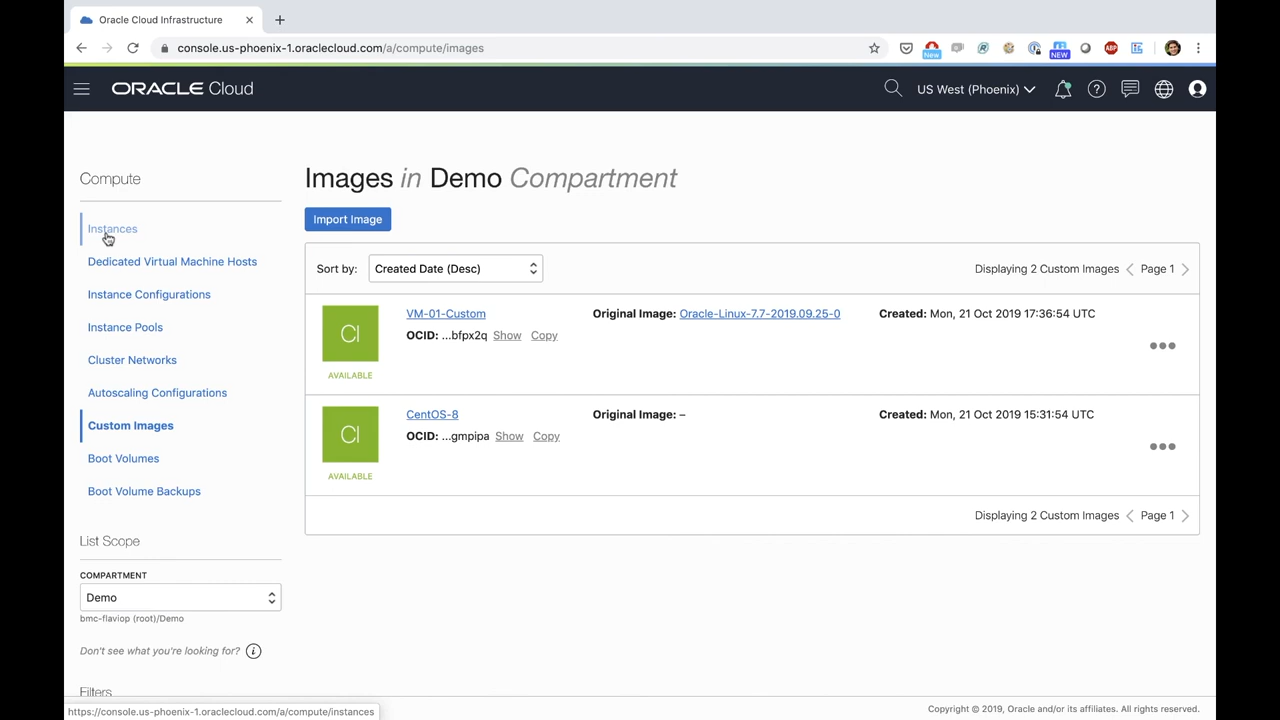 Oracle Cloud Infrastructure
console.us-phoenix-1.oraclecloud.com/a/compute/images
New
NEW
ABP
ORACLE Cloud
US West (Phoenix)
Compute
Instances
Dedicated Virtual Machine Hosts
Instance Configurations
Instance Pools
Cluster Networks
Autoscaling Configurations
Custom Images
Boot Volumes
Boot Volume Backups
List Scope
COMPARTMENT
Demo
bmc-flaviop (root)/Demo
Don't see what you're looking for?
Filters
Images in Demo Compartment
Import Image
Sort by: Created Date (Desc)
Displaying 2 Custom Images Page 1
CI
AVAILABLE
VM-01-Custom
OCID: ...bfpx2q Show Copy
Original Image: Oracle-Linux-7.7-2019.09.25-0
Created: Mon, 21 Oct 2019 17:36:54 UTC
CI
AVAILABLE
CentOS-8
OCID: ...gmpipa Show Copy
Original Image: –
Created: Mon, 21 Oct 2019 15:31:54 UTC
Displaying 2 Custom Images Page 1
https://console.us-phoenix-1.oraclecloud.com/a/compute/instances
Copyright © 2019, Oracle and/or its affiliates. All rights reserved.